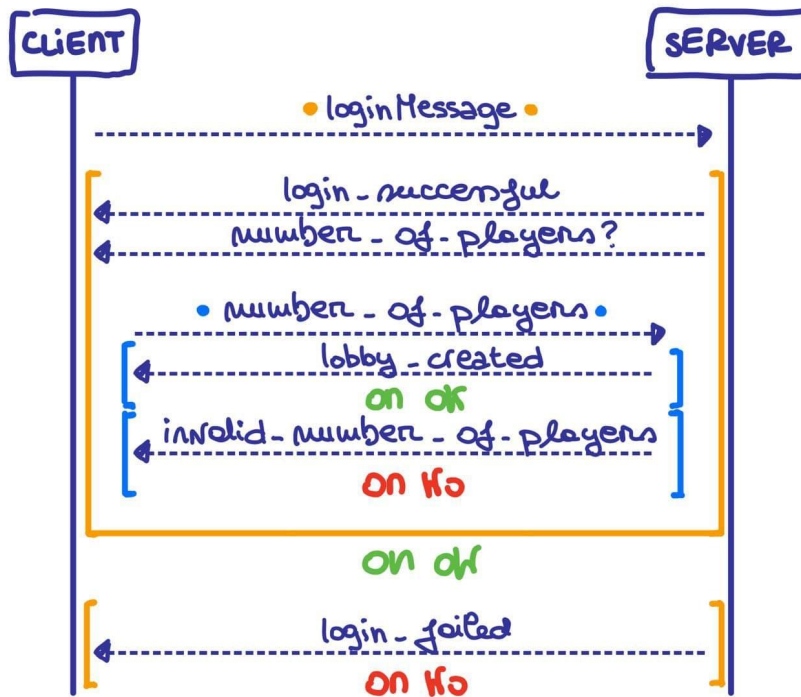 CLiENT
SERVER
loginMessage
login_successful
number_of_players?
number_of_players
lobby_created
on ok
invalid_number_of_players
on ko
on ok
login_failed
on ko